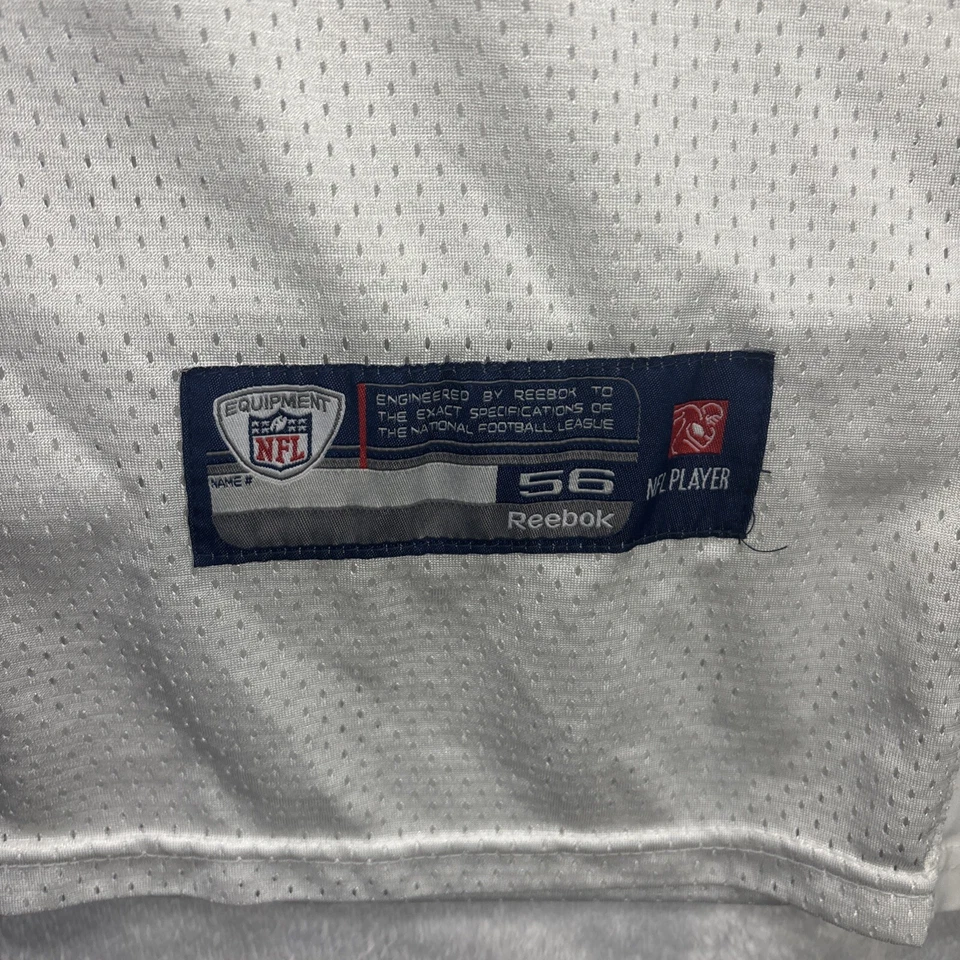 EQUIPMENT
NFL
ENGINEERED BY REEBOK TO
THE EXACT SPECIFICATIONS OF
THE NATIONAL FOOTBALL LEAGUE
NAME #
56
Reebok
NFL PLAYER